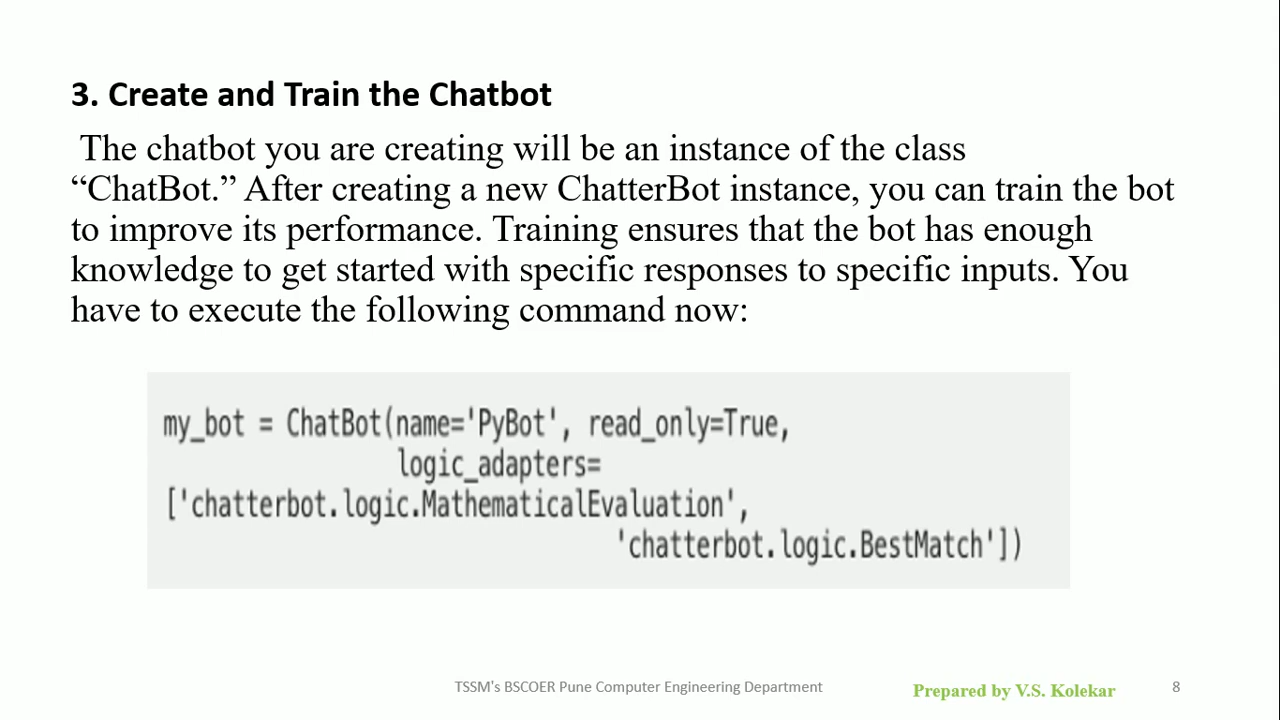 3. Create and Train the Chatbot
The chatbot you are creating will be an instance of the class
“ChatBot.” After creating a new ChatterBot instance, you can train the bot
to improve its performance. Training ensures that the bot has enough
knowledge to get started with specific responses to specific inputs. You
have to execute the following command now:
my_bot = ChatBot(name='PyBot', read_only=True,
logic_adapters=
['chatterbot.logic.MathematicalEvaluation',
'chatterbot.logic.BestMatch'])
TSSM's BSCOER Pune Computer Engineering Department
Prepared by V.S. Kolekar
8